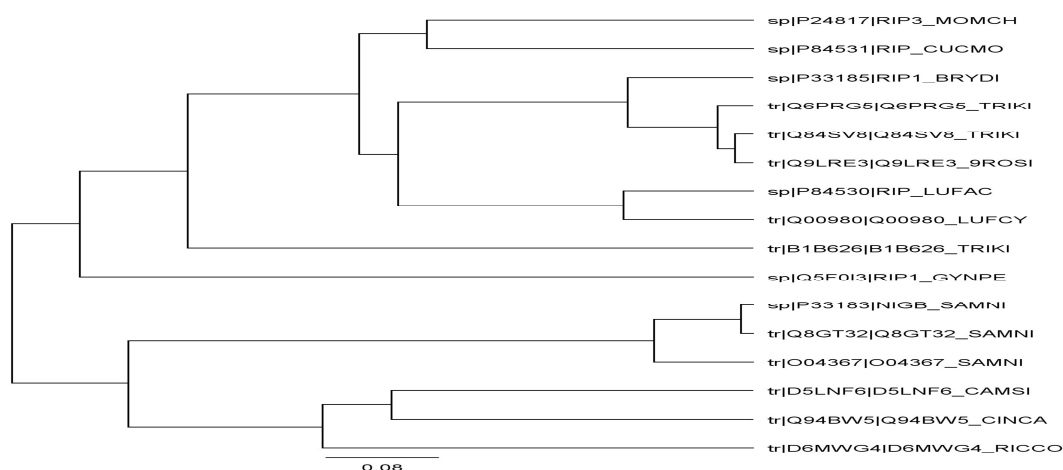 sp|P24817|RIP3_MOMCH
sp|P84531|RIP_CUCMO
sp|P33185|RIP1_BRYDI
tr|Q6PRG5|Q6PRG5_TRIKI
tr|Q84SV8|Q84SV8_TRIKI
tr|Q9LRE3|Q9LRE3_9ROSI
sp|P84530|RIP_LUFAC
tr|Q00980|Q00980_LUFCY
tr|B1B626|B1B626_TRIKI
sp|Q5F0I3|RIP1_GYNPE
sp|P33183|NIGB_SAMNI
tr|Q8GT32|Q8GT32_SAMNI
tr|O04367|O04367_SAMNI
tr|D5LNF6|D5LNF6_CAMSI
tr|Q94BW5|Q94BW5_CINCA
tr|D6MWG4|D6MWG4_RICCO
0.08